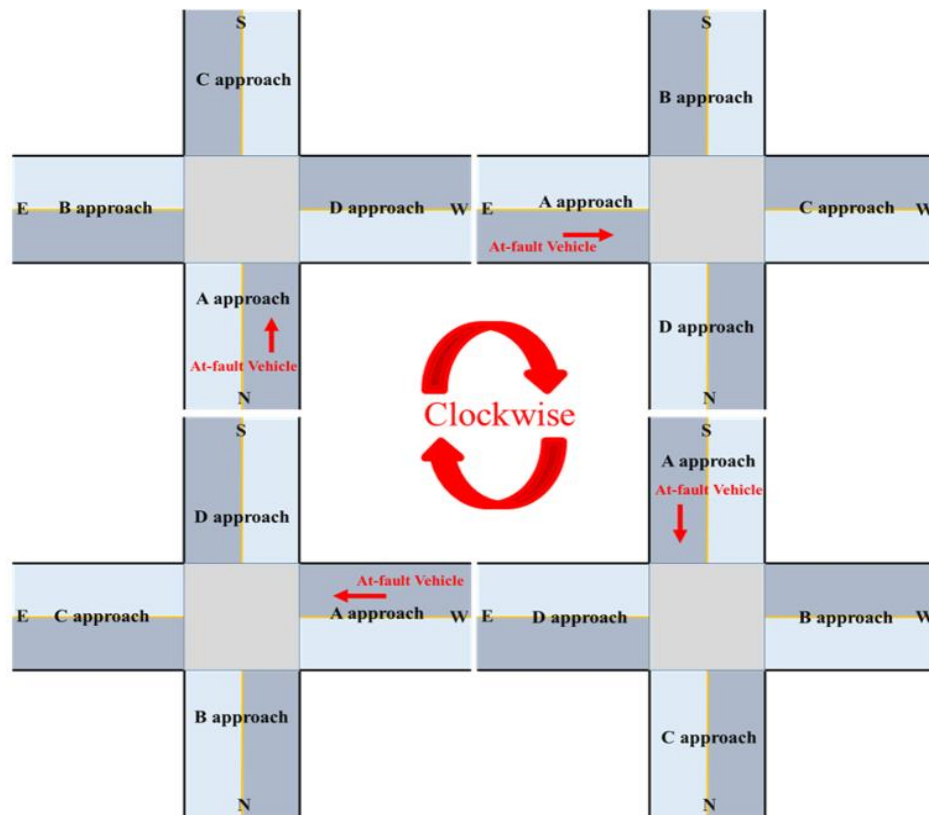 S
C approach
E
B approach
D approach
W
A approach
At-fault Vehicle
N
S
B approach
E
A approach
At-fault Vehicle
C approach
W
D approach
N
Clockwise
S
D approach
E
C approach
At-fault Vehicle
A approach
W
B approach
N
S
A approach
At-fault Vehicle
E
D approach
B approach
W
C approach
N